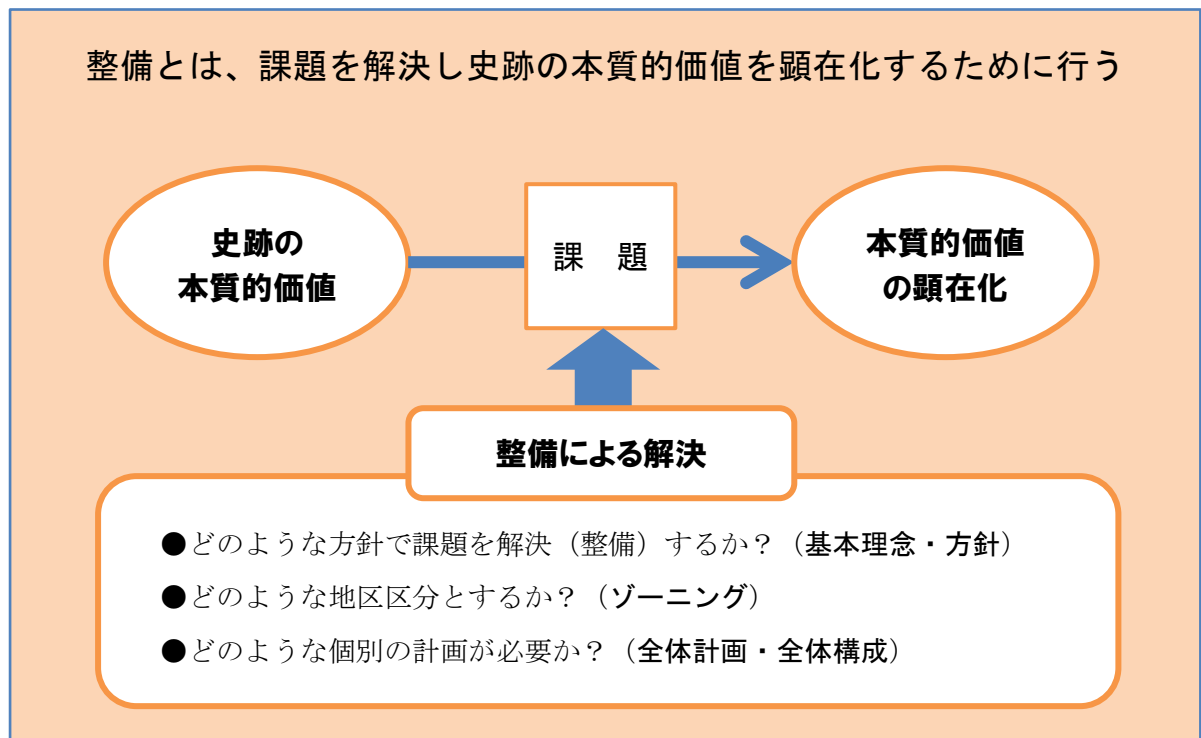 整備とは、課題を解決し史跡の本質的価値を顕在化するために行う
史跡の
本質的価値
課 題
本質的価値
の顕在化
整備による解決
●どのような方針で課題を解決（整備）するか？（基本理念・方針）
●どのような地区区分とするか？（ゾーニング）
●どのような個別の計画が必要か？（全体計画・全体構成）